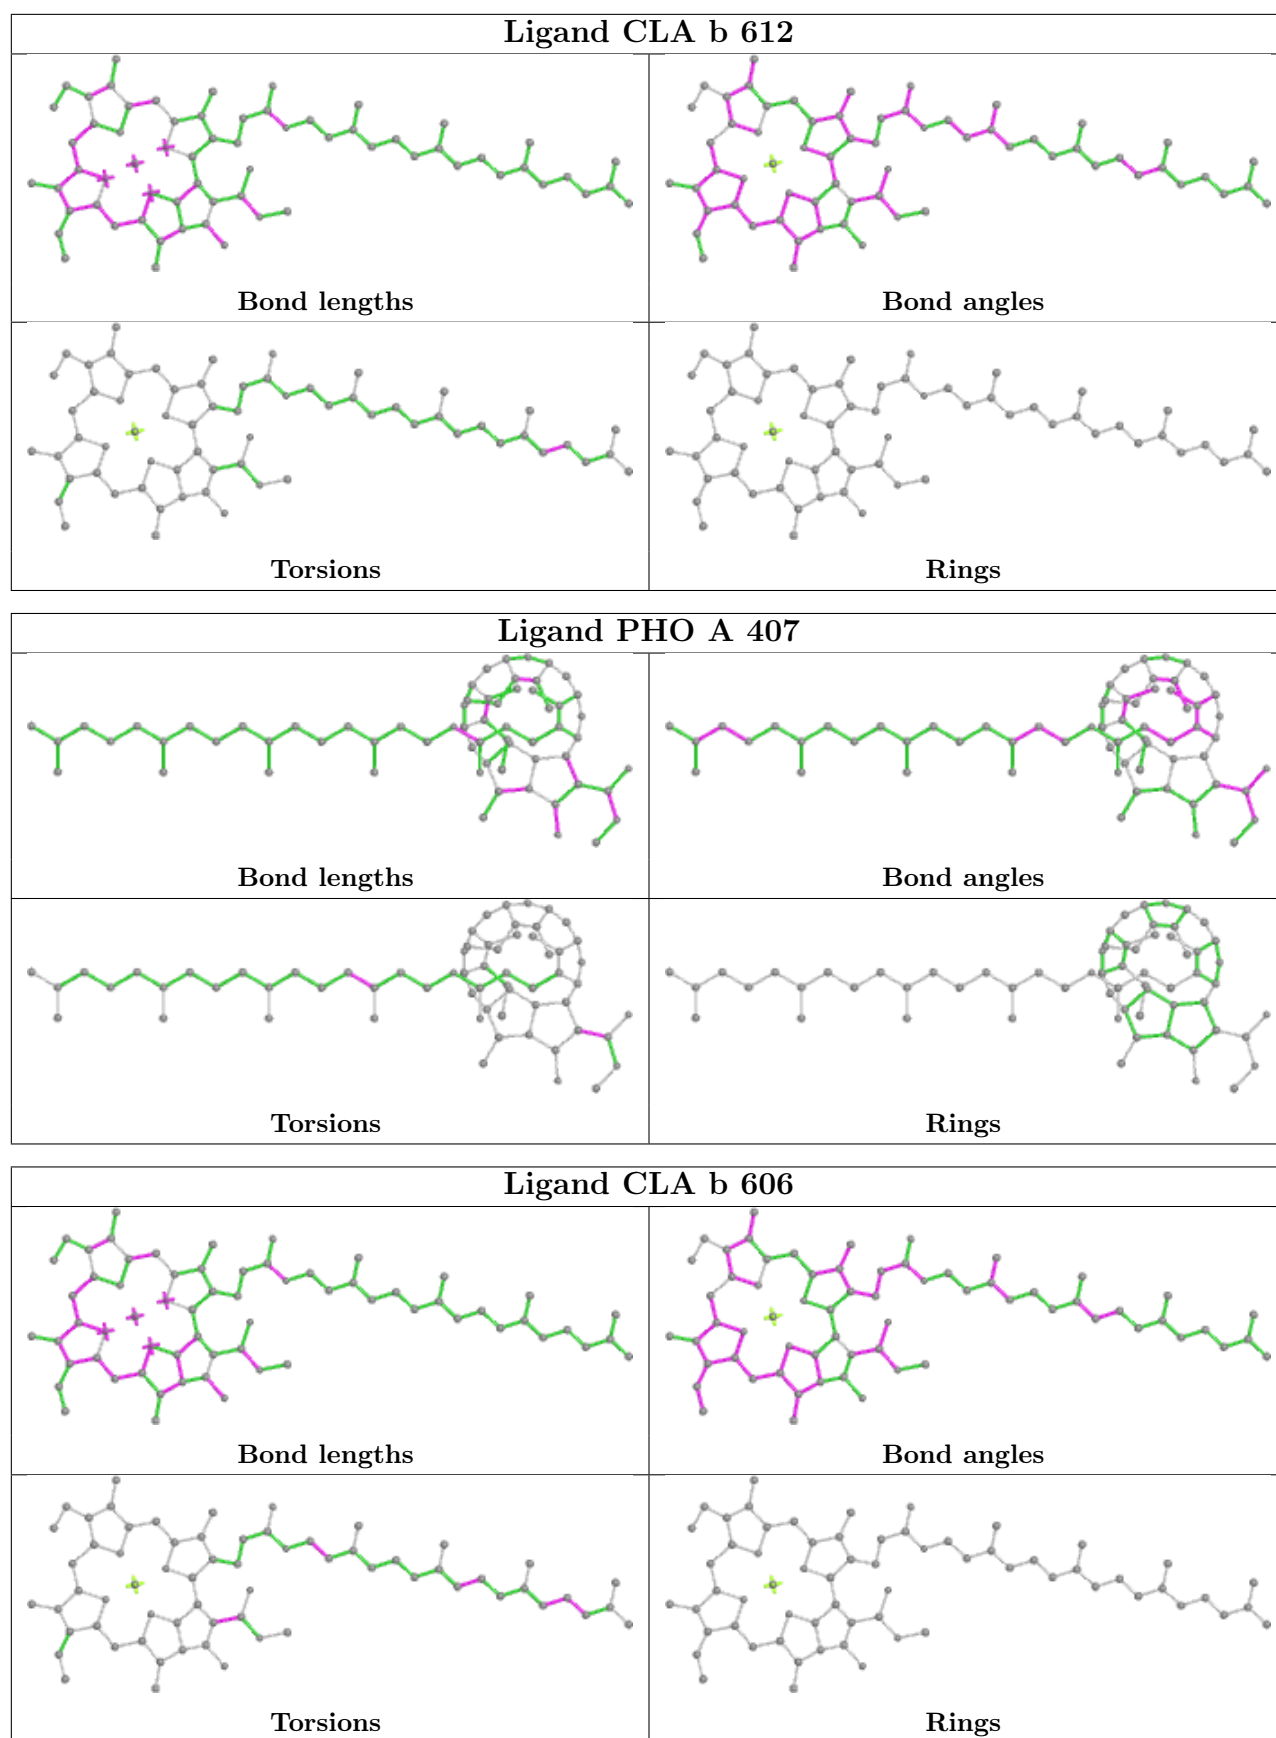 Ligand CLA b 612
Bond lengths
Bond angles
Torsions
Rings
Ligand PHO A 407
Bond lengths
Bond angles
Torsions
Rings
Ligand CLA b 606
Bond lengths
Bond angles
Torsions
Rings